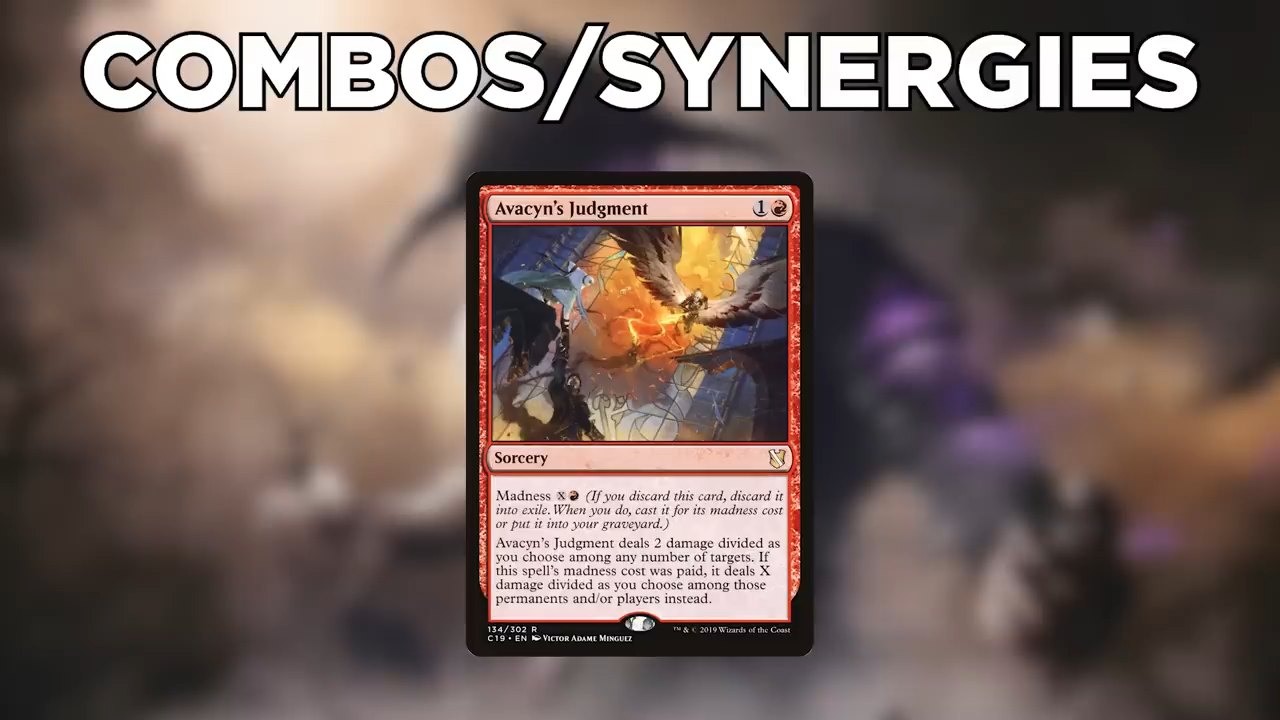 COMBOS/SYNERGIES
Avacyn's Judgment 1
Sorcery
Madness X (If you discard this card, discard it
into exile. When you do, cast it for its madness cost
or put it into your graveyard.)
Avacyn's Judgment deals 2 damage divided as
you choose among any number of targets. If
this spell's madness cost was paid, it deals X
damage divided as you choose among those
permanents and/or players instead.
134/302 R
C19 • EN Victor Adame Minguez ™ & © 2019 Wizards of the Coast